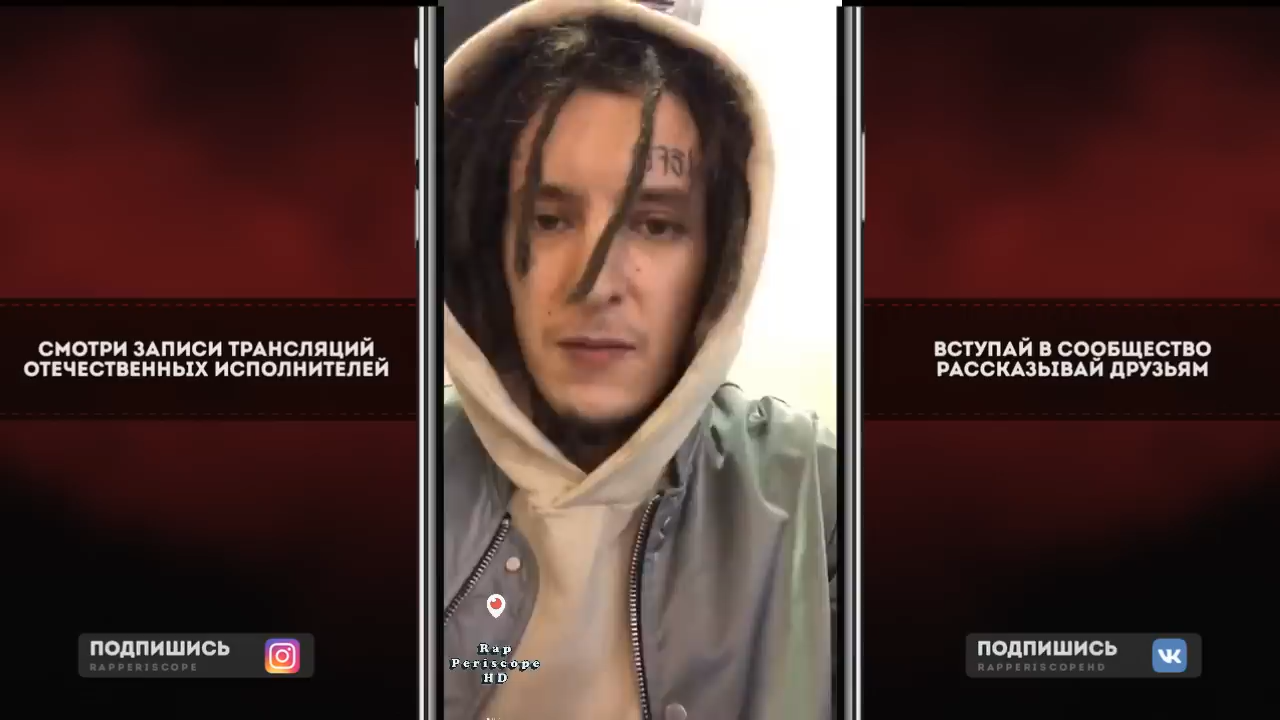 СМОТРИ ЗАПИСИ ТРАНСЛЯЦИЙ
ОТЕЧЕСТВЕННЫХ ИСПОЛНИТЕЛЕЙ
ПОДПИШИСЬ
RAPPERISCOPE
Rap
Periscope
HD
ВСТУПАЙ В СООБЩЕСТВО
РАССКАЗЫВАЙ ДРУЗЬЯМ
ПОДПИШИСЬ
RAPPERISCOPEHD